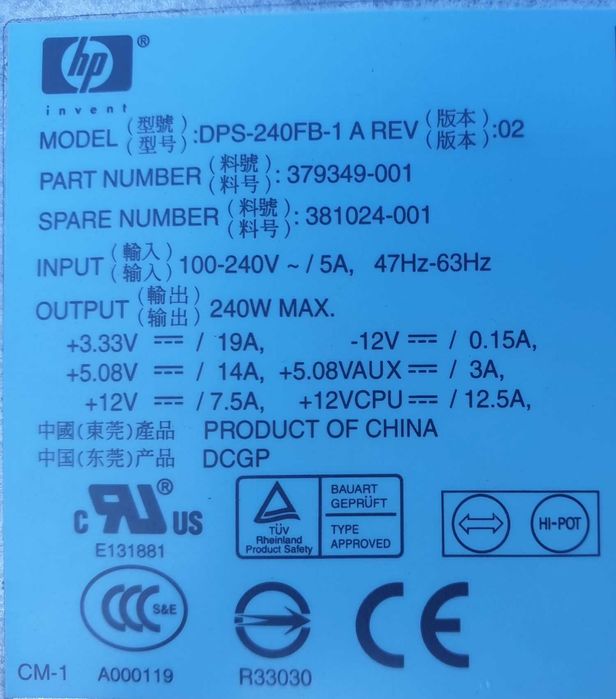 hp ®
invent
MODEL (型號/型号):DPS-240FB-1 A REV (版本/版本):02
PART NUMBER (料號/料号): 379349-001
SPARE NUMBER (料號/料号): 381024-001
INPUT (輸入/输入) 100-240V ~ / 5A, 47Hz-63Hz
OUTPUT (輸出/输出) 240W MAX.
+3.33V ⎓ / 19A, -12V ⎓ / 0.15A,
+5.08V ⎓ / 14A, +5.08VAUX ⎓ / 3A,
+12V ⎓ / 7.5A, +12VCPU ⎓ / 12.5A,
中國(東莞)產品 PRODUCT OF CHINA
中国(东莞)产品 DCGP
c RU ® US
E131881
TÜV
Rheinland
Product Safety
BAUART
GEPRÜFT
TYPE
APPROVED
HI-POT
CCC S&E
CE
CM-1 A000119 R33030